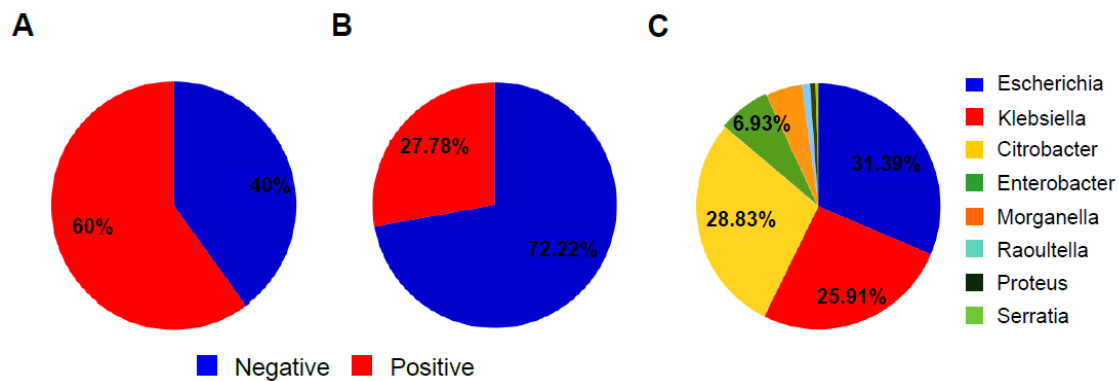 A
B
C
60%
40%
27.78%
72.22%
6.93%
31.39%
28.83%
25.91%
Escherichia
Klebsiella
Citrobacter
Enterobacter
Morganella
Raoultella
Proteus
Serratia
Negative
Positive